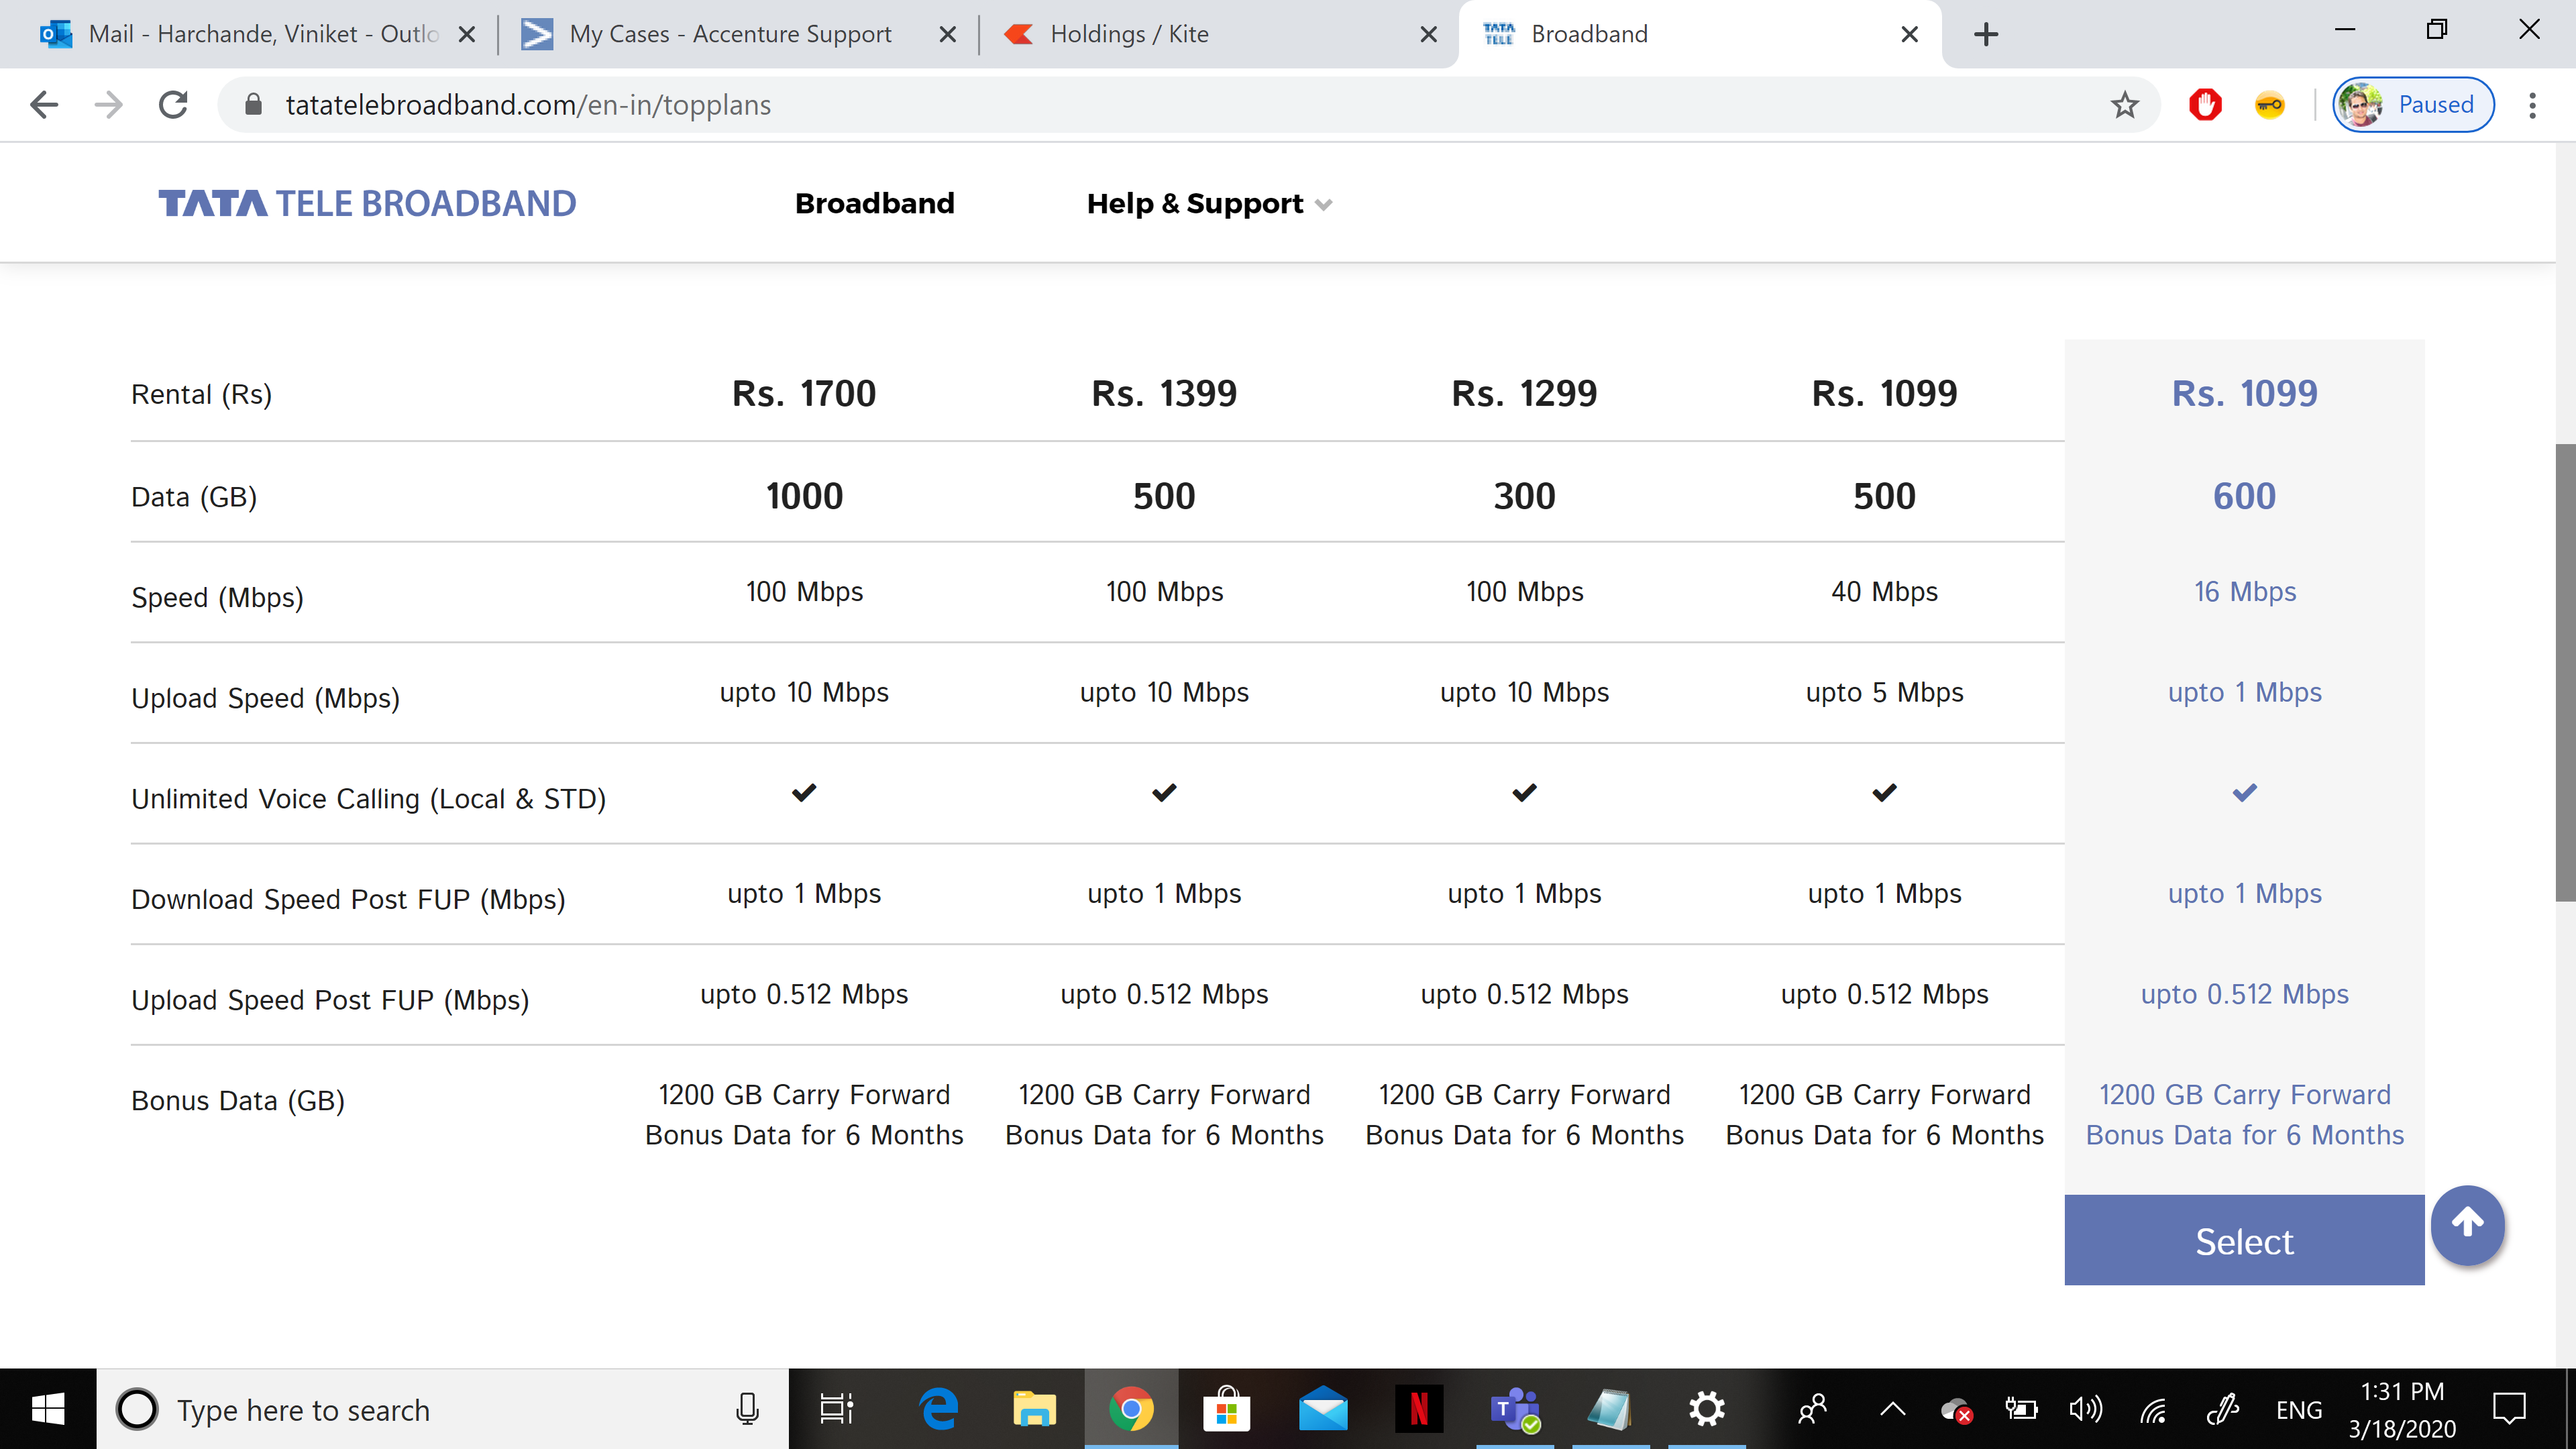 Mail - Harchande, Viniket - Outlo
My Cases - Accenture Support
Holdings / Kite
TATA TELE Broadband
tatatelebroadband.com/en-in/topplans
Paused
TATA TELE BROADBAND
Broadband
Help & Support
Rental (Rs) Rs. 1700 Rs. 1399 Rs. 1299 Rs. 1099 Rs. 1099
Data (GB) 1000 500 300 500 600
Speed (Mbps) 100 Mbps 100 Mbps 100 Mbps 40 Mbps 16 Mbps
Upload Speed (Mbps) upto 10 Mbps upto 10 Mbps upto 10 Mbps upto 5 Mbps upto 1 Mbps
Unlimited Voice Calling (Local & STD)
Download Speed Post FUP (Mbps) upto 1 Mbps upto 1 Mbps upto 1 Mbps upto 1 Mbps upto 1 Mbps
Upload Speed Post FUP (Mbps) upto 0.512 Mbps upto 0.512 Mbps upto 0.512 Mbps upto 0.512 Mbps upto 0.512 Mbps
Bonus Data (GB) 1200 GB Carry Forward 1200 GB Carry Forward 1200 GB Carry Forward 1200 GB Carry Forward 1200 GB Carry Forward
Bonus Data for 6 Months Bonus Data for 6 Months Bonus Data for 6 Months Bonus Data for 6 Months Bonus Data for 6 Months
Select
Type here to search
ENG
1:31 PM
3/18/2020